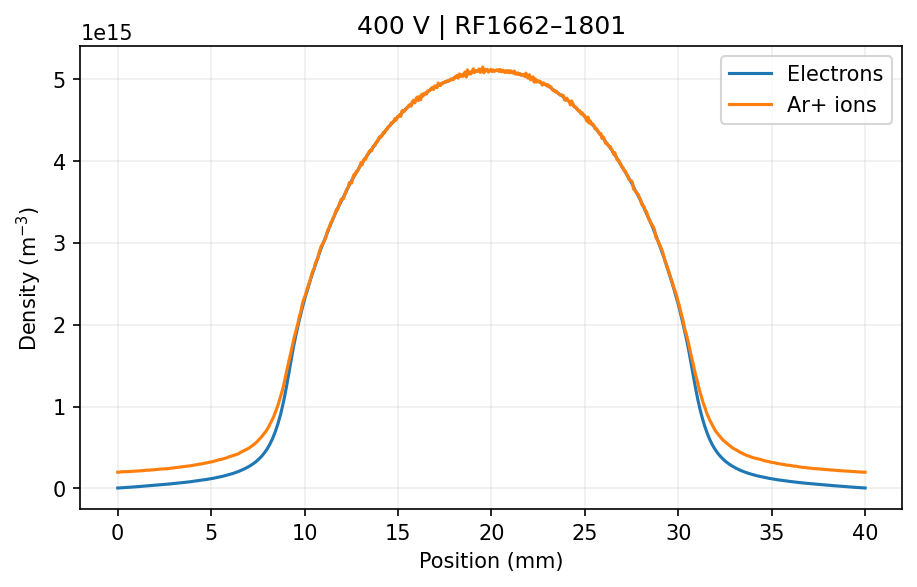 400 V | RF1662–1801
1e15
Electrons
Ar+ ions
5
4
3
2
1
0
Density (m⁻³)
0 5 10 15 20 25 30 35 40
Position (mm)